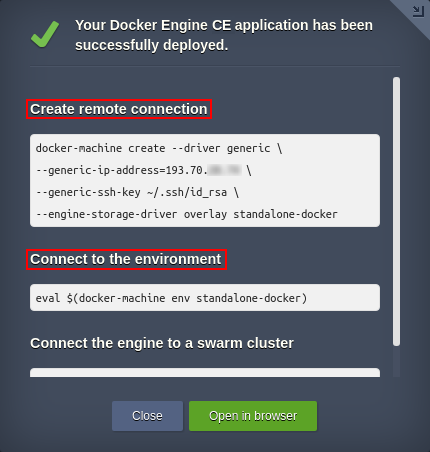 Your Docker Engine CE application has been
successfully deployed.
Create remote connection
docker-machine create --driver generic \
--generic-ip-address=193.70. \
--generic-ssh-key ~/.ssh/id_rsa \
--engine-storage-driver overlay standalone-docker
Connect to the environment
eval $(docker-machine env standalone-docker)
Connect the engine to a swarm cluster
Close
Open in browser